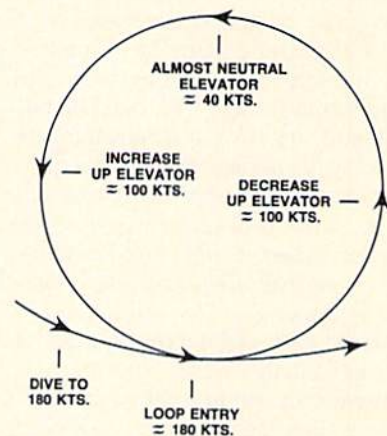 ALMOST NEUTRAL
ELEVATOR
≈ 40 KTS.
INCREASE
UP ELEVATOR
≈ 100 KTS.
DECREASE
UP ELEVATOR
≈ 100 KTS.
DIVE TO
180 KTS.
LOOP ENTRY
≈ 180 KTS.